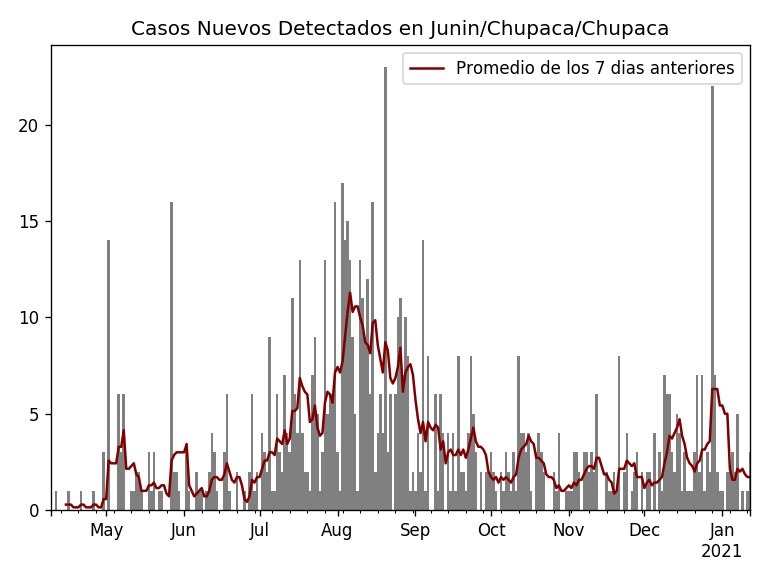 Casos Nuevos Detectados en Junin/Chupaca/Chupaca
Promedio de los 7 dias anteriores
20
15
10
5
0
May Jun Jul Aug Sep Oct Nov Dec Jan
2021